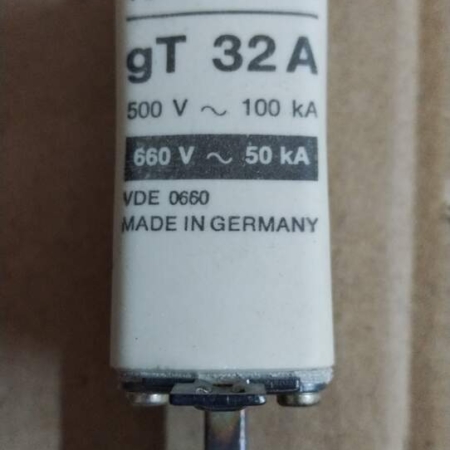 gT 32A
500 V ~ 100 kA
660 V ~ 50 kA
VDE 0660
MADE IN GERMANY